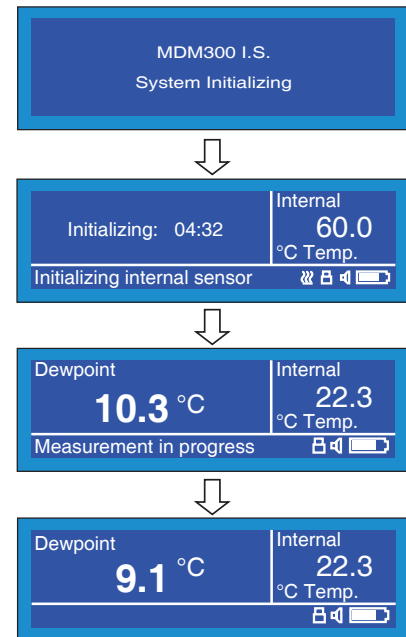 MDM300 I.S.
System Initializing
Initializing: 04:32
Internal
60.0
°C Temp.
Initializing internal sensor
Dewpoint
10.3 °C
Internal
22.3
°C Temp.
Measurement in progress
Dewpoint
9.1 °C
Internal
22.3
°C Temp.